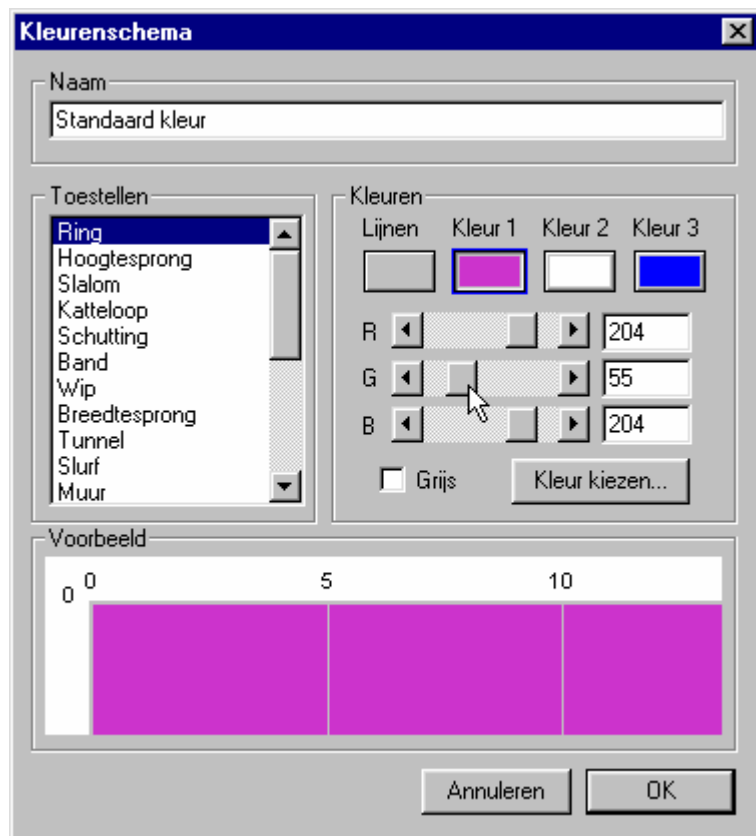 Kleurenschema
Naam
Standaard kleur
Toestellen
Ring
Hoogtesprong
Slalom
Katteloop
Schutting
Band
Wip
Breedtesprong
Tunnel
Slurf
Muur
Kleuren
Lijnen Kleur 1 Kleur 2 Kleur 3
R 204
G 55
B 204
Grijs Kleur kiezen...
Voorbeeld
0 5 10
0
Annuleren OK